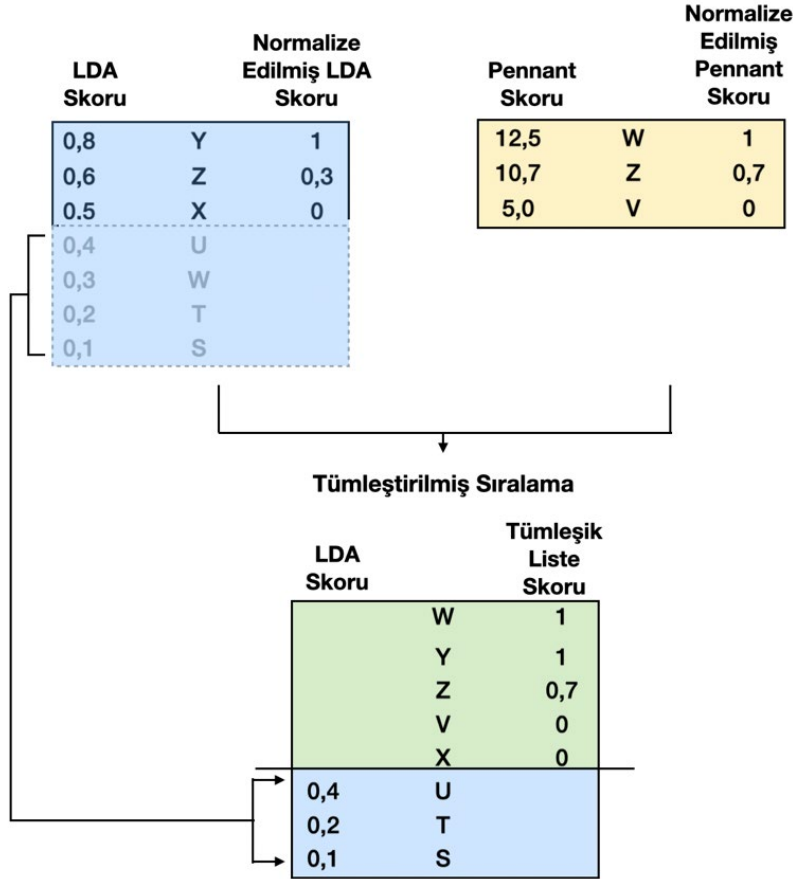 LDA
Skoru
Normalize
Edilmiş LDA
Skoru
0,8 Y 1
0,6 Z 0,3
0.5 X 0
0,4 U
0,3 W
0,2 T
0,1 S
Pennant
Skoru
Normalize
Edilmiş
Pennant
Skoru
12,5 W 1
10,7 Z 0,7
5,0 V 0
Tümleştirilmiş Sıralama
LDA
Skoru
Tümleşik
Liste
Skoru
W 1
Y 1
Z 0,7
V 0
X 0
0,4 U
0,2 T
0,1 S